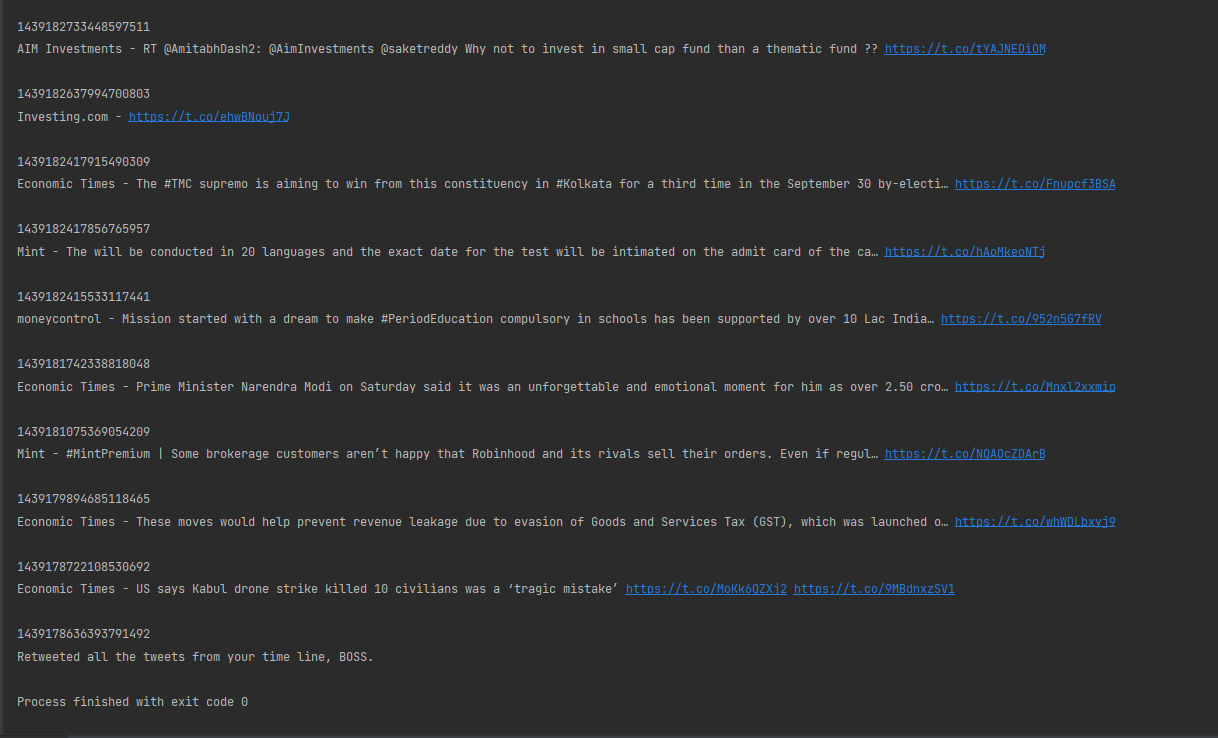 1439182733448597511
AIM Investments - RT @AmitabhDash2: @AimInvestments @saketreddy Why not to invest in small cap fund than a thematic fund ?? https://t.co/tYAJNEDiOM
1439182637994700803
Investing.com - https://t.co/ehwBNouj7J
1439182417915490309
Economic Times - The #TMC supremo is aiming to win from this constituency in #Kolkata for a third time in the September 30 by-electi… https://t.co/Fnupcf3BSA
1439182417856765957
Mint - The will be conducted in 20 languages and the exact date for the test will be intimated on the admit card of the ca… https://t.co/hAoMkeoNTj
1439182415533117441
moneycontrol - Mission started with a dream to make #PeriodEducation compulsory in schools has been supported by over 10 Lac India… https://t.co/952n5G7fRV
1439181742338818048
Economic Times - Prime Minister Narendra Modi on Saturday said it was an unforgettable and emotional moment for him as over 2.50 cro… https://t.co/Mnxl2xxmip
1439181075369054209
Mint - #MintPremium | Some brokerage customers aren’t happy that Robinhood and its rivals sell their orders. Even if regul… https://t.co/NQAOcZDArB
1439179894685118465
Economic Times - These moves would help prevent revenue leakage due to evasion of Goods and Services Tax (GST), which was launched o… https://t.co/whWDLbxyj9
1439178722108530692
Economic Times - US says Kabul drone strike killed 10 civilians was a ‘tragic mistake’ https://t.co/MoKk6QZXj2 https://t.co/9MBdnxzSV1
1439178636393791492
Retweeted all the tweets from your time line, BOSS.
Process finished with exit code 0